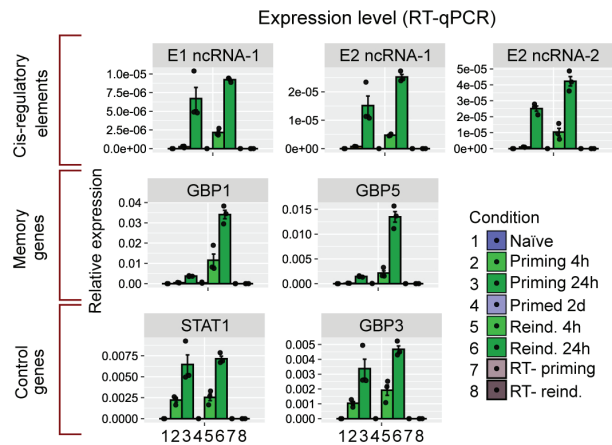 Expression level (RT-qPCR)
Cis-regulatory
elements
E1 ncRNA-1
1.0e-05
7.5e-06
5.0e-06
2.5e-06
0.0e+00
E2 ncRNA-1
2e-05
1e-05
0e+00
E2 ncRNA-2
5e-05
4e-05
3e-05
2e-05
1e-05
0e+00
Memory
genes
Relative expression
GBP1
0.04
0.03
0.02
0.01
0.00
GBP5
0.015
0.010
0.005
0.000
Control
genes
STAT1
0.0075
0.0050
0.0025
0.000
12345678
GBP3
0.005
0.004
0.003
0.002
0.001
0.000
12345678
Condition
1 Naïve
2 Priming 4h
3 Priming 24h
4 Primed 2d
5 Reind. 4h
6 Reind. 24h
7 RT- priming
8 RT- reind.